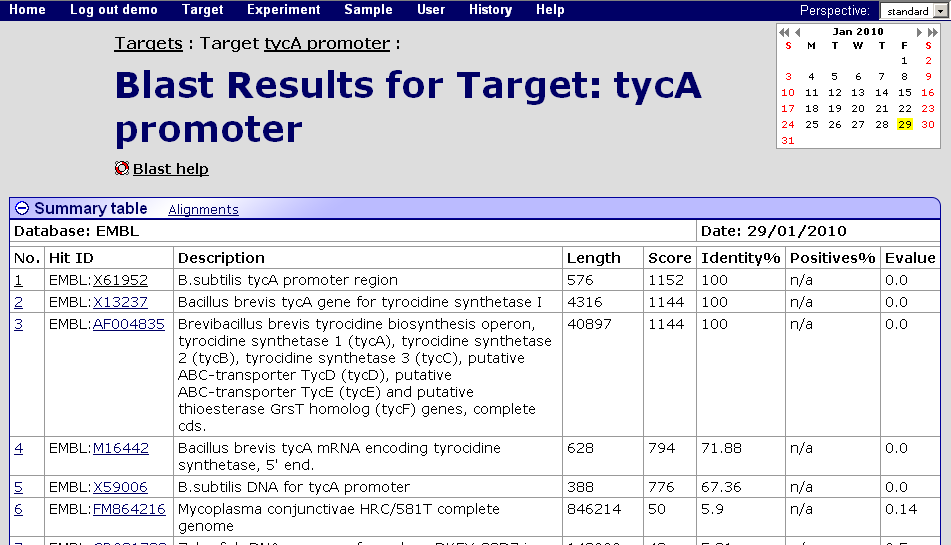 Home Log out demo Target Experiment Sample User History Help Perspective: standard
Jan 2010
S M T W T F S
1 2
3 4 5 6 7 8 9
10 11 12 13 14 15 16
17 18 19 20 21 22 23
24 25 26 27 28 29 30
31
Targets : Target tycA promoter :
Blast Results for Target: tycA
promoter
Blast help
Summary table Alignments
Database: EMBL Date: 29/01/2010
No. Hit ID Description Length Score Identity% Positives% Evalue
1 EMBL:X61952 B.subtilis tycA promoter region 576 1152 100 n/a 0.0
2 EMBL:X13237 Bacillus brevis tycA gene for tyrocidine synthetase I 4316 1144 100 n/a 0.0
3 EMBL:AF004835 Brevibacillus brevis tyrocidine biosynthesis operon, 40897 1144 100 n/a 0.0
tyrocidine synthetase 1 (tycA), tyrocidine synthetase
2 (tycB), tyrocidine synthetase 3 (tycC), putative
ABC-transporter TycD (tycD), putative
ABC-transporter TycE (tycE) and putative
thioesterase GrsT homolog (tycF) genes, complete
cds.
4 EMBL:M16442 Bacillus brevis tycA mRNA encoding tyrocidine 628 794 71.88 n/a 0.0
synthetase, 5' end.
5 EMBL:X59006 B.subtilis DNA for tycA promoter 388 776 67.36 n/a 0.0
6 EMBL:FM864216 Mycoplasma conjunctivae HRC/581T complete 846214 50 5.9 n/a 0.14
genome